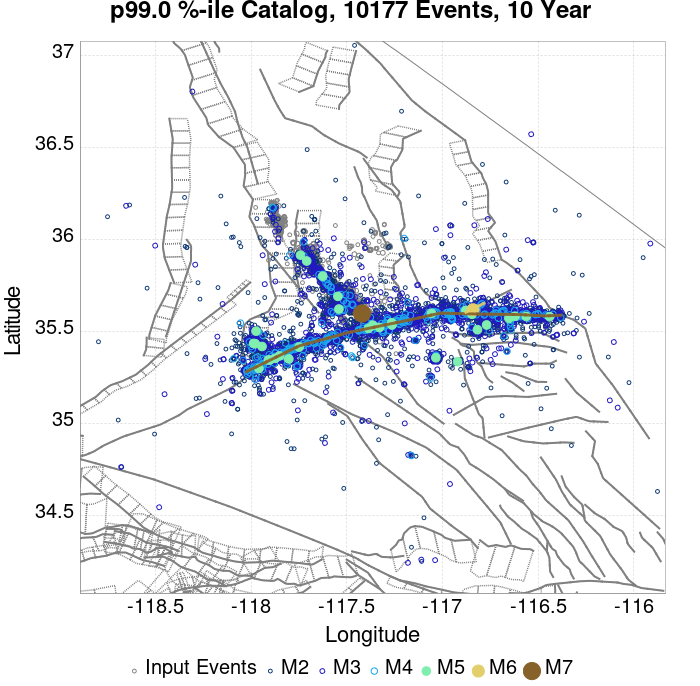 p99.0 %-ile Catalog, 10177 Events, 10 Year
37
36.5
36
35.5
35
34.5
Latitude
-118.5 -118 -117.5 -117 -116.5 -116
Longitude
Input Events M2 M3 M4 M5 M6 M7